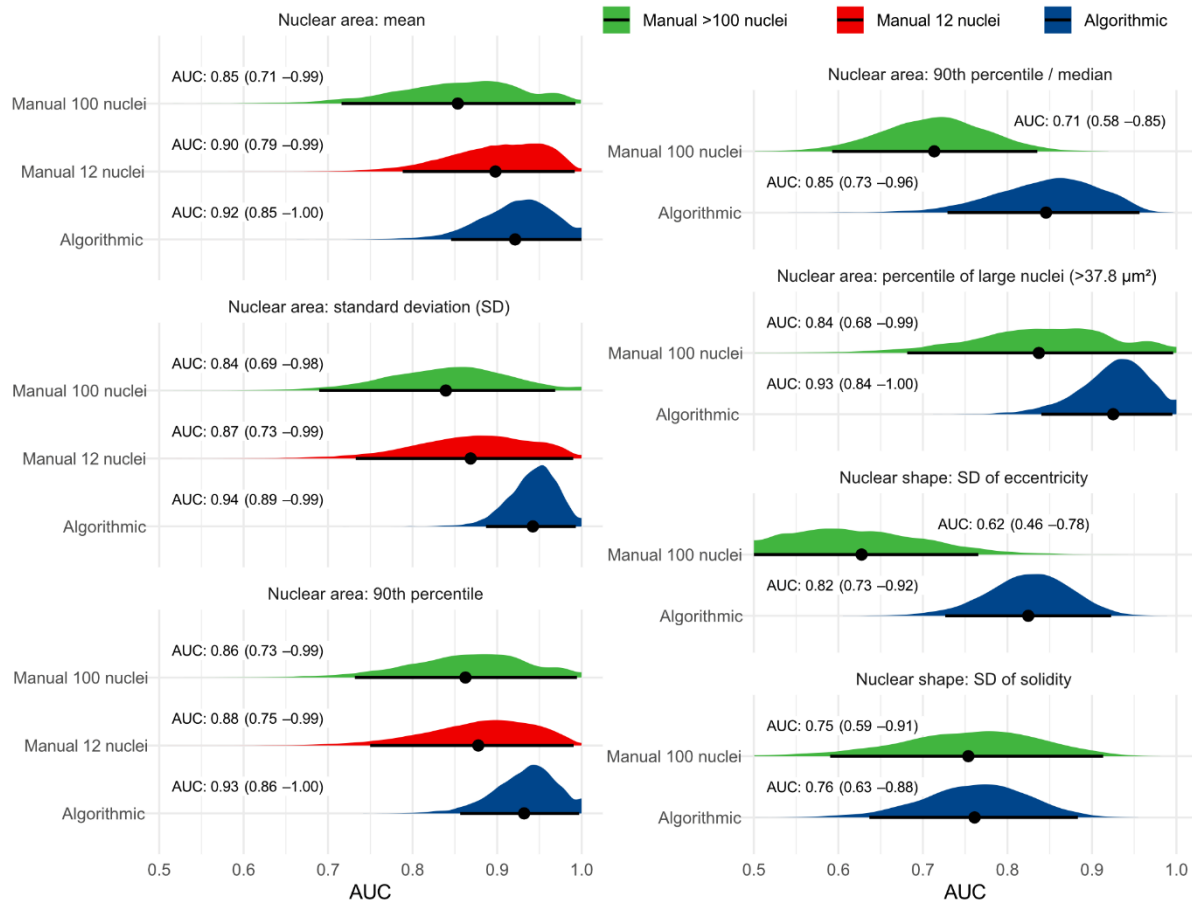 Manual >100 nuclei
Manual 12 nuclei
Algorithmic
Nuclear area: mean
AUC: 0.85 (0.71 –0.99)
Manual 100 nuclei
AUC: 0.90 (0.79 –0.99)
Manual 12 nuclei
AUC: 0.92 (0.85 –1.00)
Algorithmic
Nuclear area: standard deviation (SD)
AUC: 0.84 (0.69 –0.98)
Manual 100 nuclei
AUC: 0.87 (0.73 –0.99)
Manual 12 nuclei
AUC: 0.94 (0.89 –0.99)
Algorithmic
Nuclear area: 90th percentile
AUC: 0.86 (0.73 –0.99)
Manual 100 nuclei
AUC: 0.88 (0.75 –0.99)
Manual 12 nuclei
AUC: 0.93 (0.86 –1.00)
Algorithmic
0.5 0.6 0.7 0.8 0.9 1.0
AUC
Nuclear area: 90th percentile / median
AUC: 0.71 (0.58 –0.85)
Manual 100 nuclei
AUC: 0.85 (0.73 –0.96)
Algorithmic
Nuclear area: percentile of large nuclei (>37.8 µm²)
AUC: 0.84 (0.68 –0.99)
Manual 100 nuclei
AUC: 0.93 (0.84 –1.00)
Algorithmic
Nuclear shape: SD of eccentricity
AUC: 0.62 (0.46 –0.78)
Manual 100 nuclei
AUC: 0.82 (0.73 –0.92)
Algorithmic
Nuclear shape: SD of solidity
AUC: 0.75 (0.59 –0.91)
Manual 100 nuclei
AUC: 0.76 (0.63 –0.88)
Algorithmic
0.5 0.6 0.7 0.8 0.9 1.0
AUC